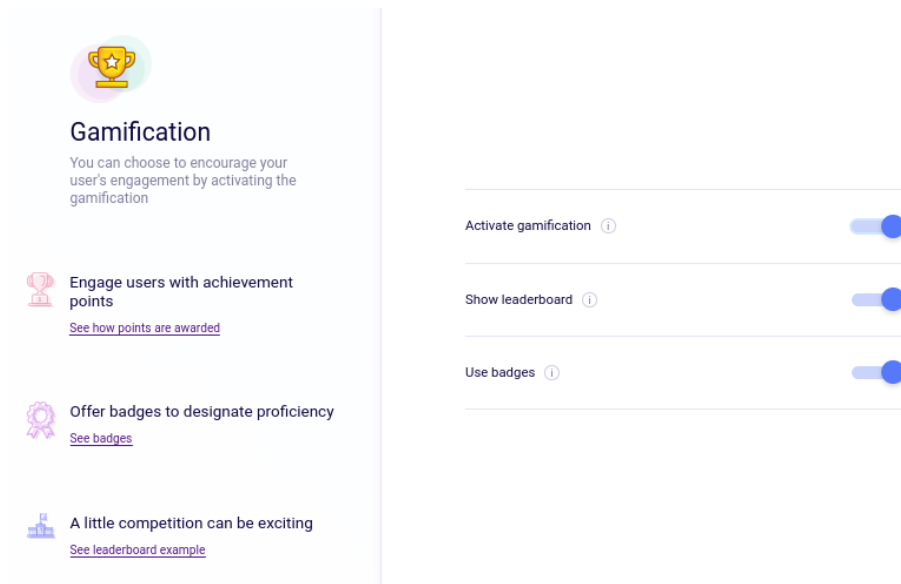 Gamification
You can choose to encourage your
user's engagement by activating the
gamification
Engage users with achievement
points
See how points are awarded
Offer badges to designate proficiency
See badges
A little competition can be exciting
See leaderboard example
Activate gamification
Show leaderboard
Use badges